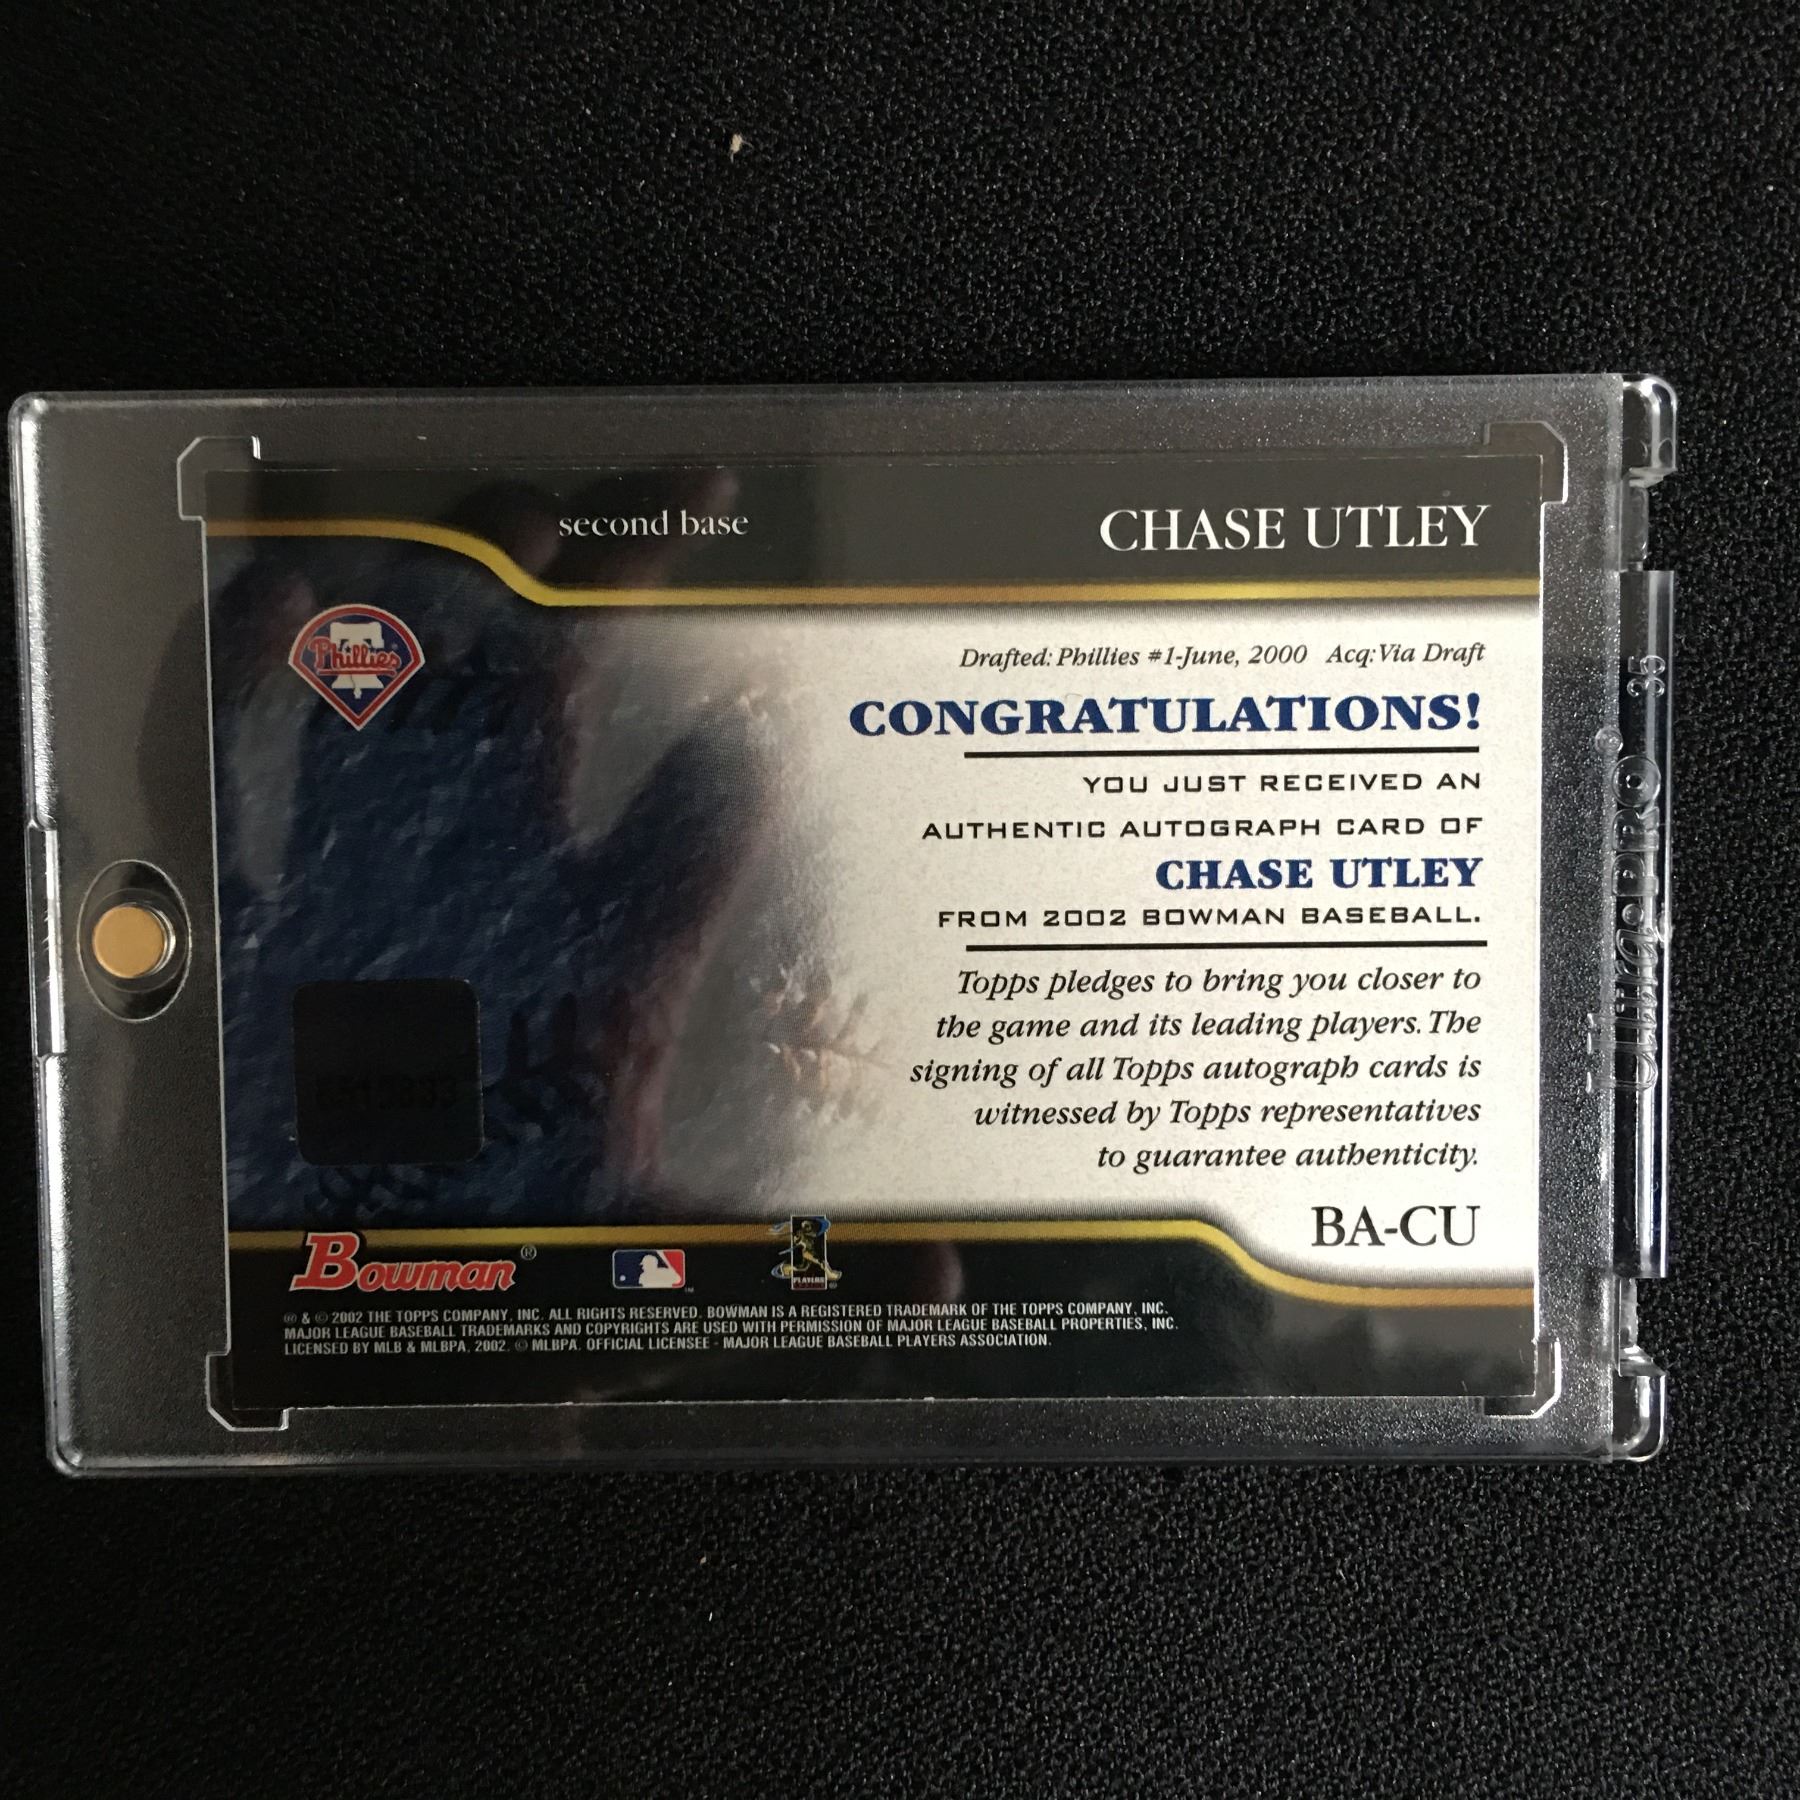 second base
CHASE UTLEY
Phillies
Drafted: Phillies #1-June, 2000 Acq: Via Draft
CONGRATULATIONS!
YOU JUST RECEIVED AN
AUTHENTIC AUTOGRAPH CARD OF
CHASE UTLEY
FROM 2002 BOWMAN BASEBALL.
Topps pledges to bring you closer to
the game and its leading players. The
signing of all Topps autograph cards is
witnessed by Topps representatives
to guarantee authenticity.
BA-CU
Bowman®
PLAYERS
® & © 2002 THE TOPPS COMPANY, INC. ALL RIGHTS RESERVED. BOWMAN IS A REGISTERED TRADEMARK OF THE TOPPS COMPANY, INC.
MAJOR LEAGUE BASEBALL TRADEMARKS AND COPYRIGHTS ARE USED WITH PERMISSION OF MAJOR LEAGUE BASEBALL PROPERTIES, INC.
LICENSED BY MLB & MLBPA, 2002. © MLBPA. OFFICIAL LICENSEE - MAJOR LEAGUE BASEBALL PLAYERS ASSOCIATION.
Ultra PRO
35